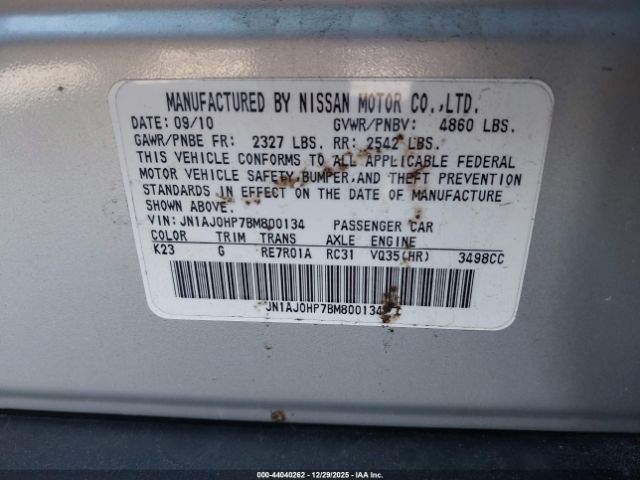 MANUFACTURED BY NISSAN MOTOR CO.,LTD.
DATE: 09/10 GVWR/PNBV: 4860 LBS.
GAWR/PNBE FR: 2327 LBS. RR: 2542 LBS.
THIS VEHICLE CONFORMS TO ALL APPLICABLE FEDERAL
MOTOR VEHICLE SAFETY,BUMPER,AND THEFT PREVENTION
STANDARDS IN EFFECT ON THE DATE OF MANUFACTURE
SHOWN ABOVE.
VIN: JN1AJ0HP7BM800134 PASSENGER CAR
COLOR TRIM TRANS AXLE ENGINE
K23 G RE7R01A RC31 VQ35(HR) 3498CC
JN1AJ0HP7BM800134
000-44040262 - 12/29/2025 - IAA, Inc.